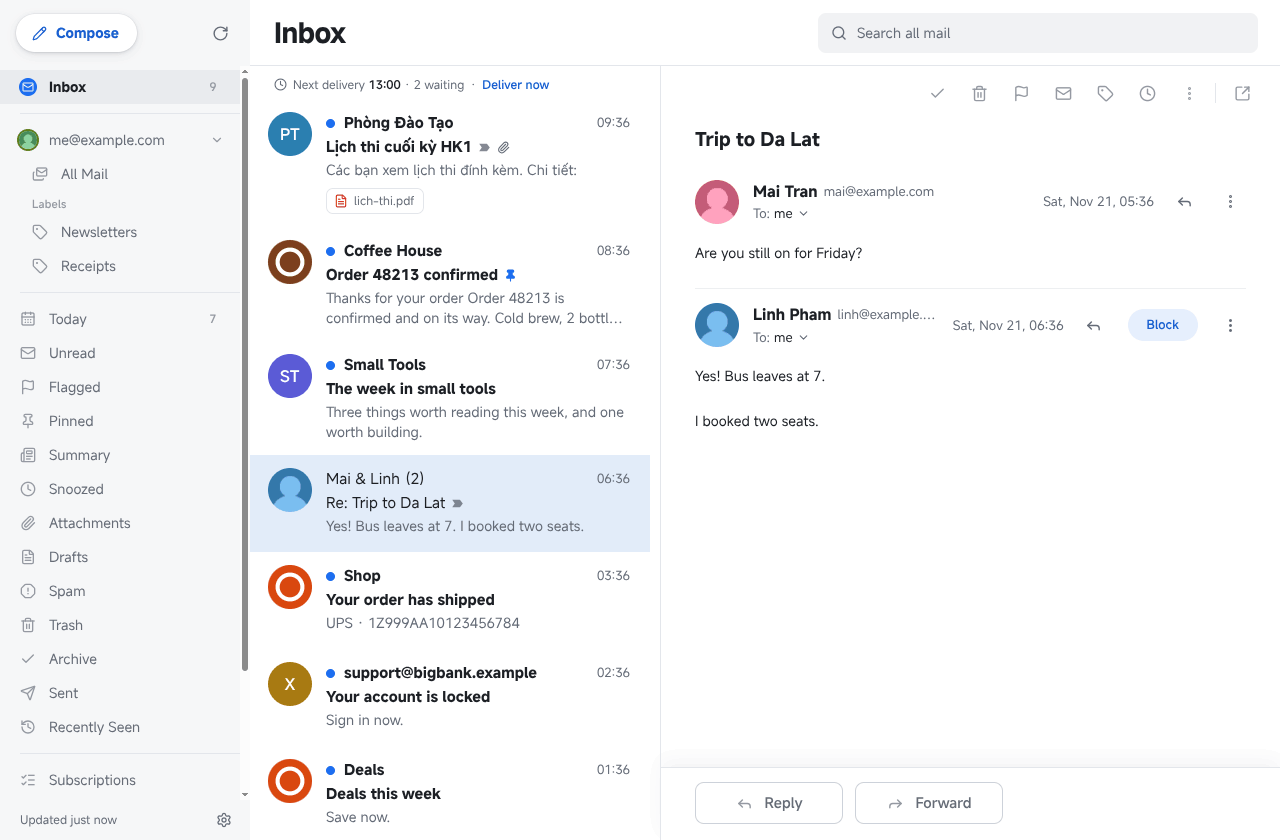 Compose
Inbox 9
me@example.com
All Mail
Labels
Newsletters
Receipts
Today 7
Unread
Flagged
Pinned
Summary
Snoozed
Attachments
Drafts
Spam
Trash
Archive
Sent
Recently Seen
Subscriptions
Updated just now
Inbox
Search all mail
Next delivery 13:00 · 2 waiting · Deliver now
PT
Phòng Đào Tạo 09:36
Lịch thi cuối kỳ HK1
Các bạn xem lịch thi đính kèm. Chi tiết:
lich-thi.pdf
Coffee House 08:36
Order 48213 confirmed
Thanks for your order Order 48213 is
confirmed and on its way. Cold brew, 2 bottl…
ST
Small Tools 07:36
The week in small tools
Three things worth reading this week, and one
worth building.
Mai & Linh (2) 06:36
Re: Trip to Da Lat
Yes! Bus leaves at 7. I booked two seats.
Shop 03:36
Your order has shipped
UPS · 1Z999AA10123456784
X
support@bigbank.example 02:36
Your account is locked
Sign in now.
Deals 01:36
Deals this week
Save now.
Trip to Da Lat
Mai Tran mai@example.com
To: me
Sat, Nov 21, 05:36
Are you still on for Friday?
Linh Pham linh@example.…
To: me
Sat, Nov 21, 06:36
Block
Yes! Bus leaves at 7.
I booked two seats.
Reply
Forward